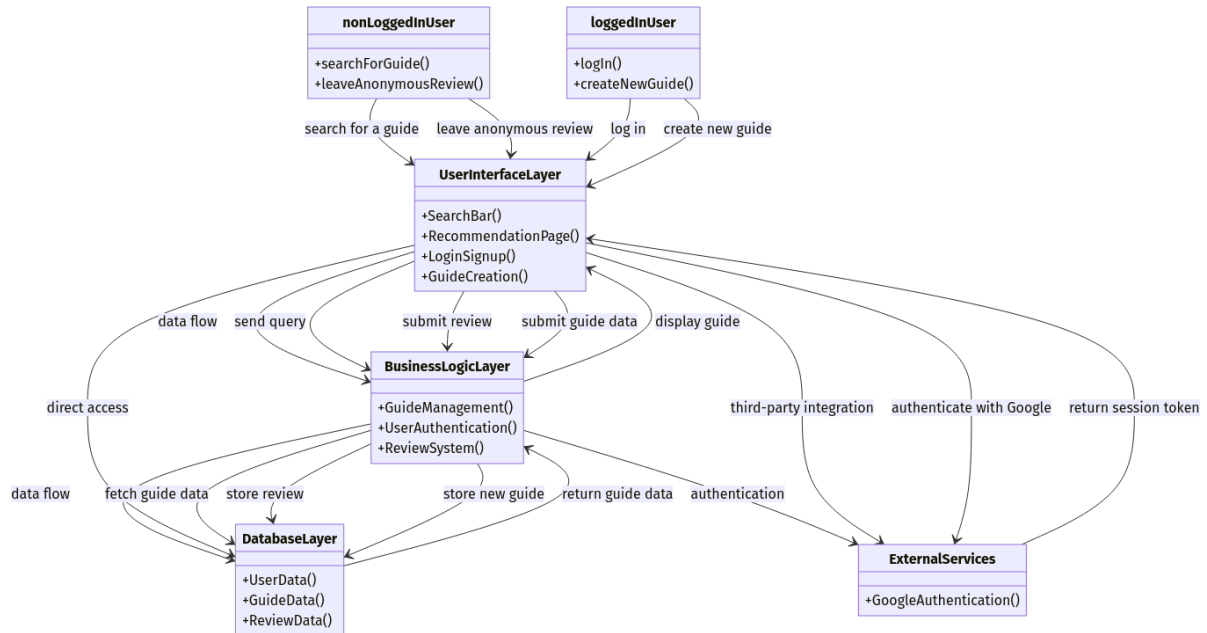 nonLoggedInUser
+searchForGuide()
+leaveAnonymousReview()
loggedInUser
+logIn()
+createNewGuide()
search for a guide
leave anonymous review
log in
create new guide
UserInterfaceLayer
+SearchBar()
+RecommendationPage()
+LoginSignup()
+GuideCreation()
data flow
send query
submit review
submit guide data
display guide
BusinessLogicLayer
+GuideManagement()
+UserAuthentication()
+ReviewSystem()
direct access
third-party integration
authenticate with Google
return session token
data flow
fetch guide data
store review
store new guide
return guide data
authentication
DatabaseLayer
+UserData()
+GuideData()
+ReviewData()
ExternalServices
+GoogleAuthentication()